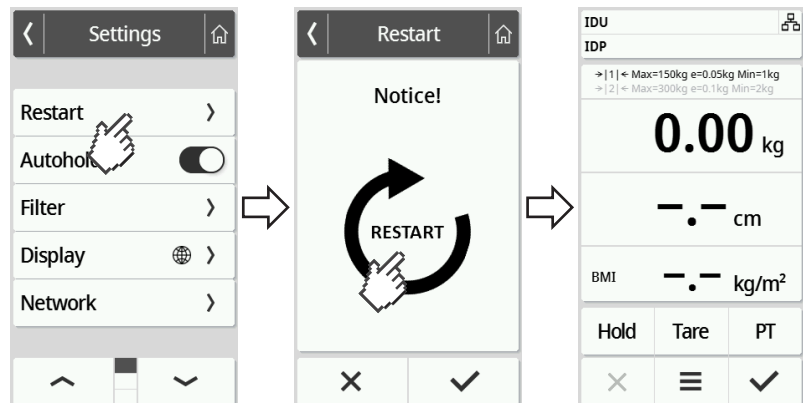 Settings
Restart
Autohol
Filter
Display
Network
Restart
Notice!
RESTART
IDU
IDP
→|1|← Max=150kg e=0.05kg Min=1kg
→|2|← Max=300kg e=0.1kg Min=2kg
0.00 kg
-.- cm
BMI -.- kg/m²
Hold Tare PT